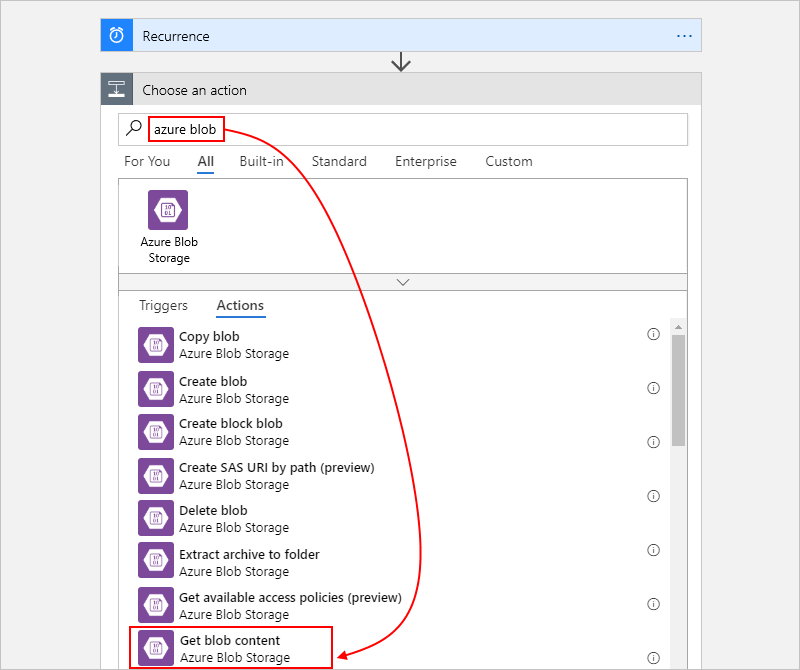 Recurrence
Choose an action
azure blob
For You All Built-in Standard Enterprise Custom
Azure Blob
Storage
Triggers Actions
Copy blob
Azure Blob Storage
Create blob
Azure Blob Storage
Create block blob
Azure Blob Storage
Create SAS URI by path (preview)
Azure Blob Storage
Delete blob
Azure Blob Storage
Extract archive to folder
Azure Blob Storage
Get available access policies (preview)
Azure Blob Storage
Get blob content
Azure Blob Storage